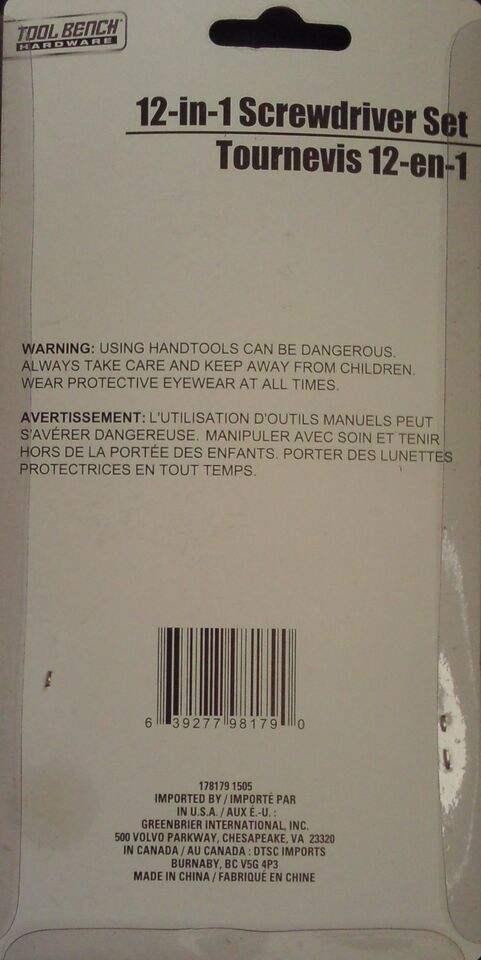 TOOL BENCH
HARDWARE
12-in-1 Screwdriver Set
Tournevis 12-en-1
WARNING: USING HANDTOOLS CAN BE DANGEROUS.
ALWAYS TAKE CARE AND KEEP AWAY FROM CHILDREN.
WEAR PROTECTIVE EYEWEAR AT ALL TIMES.
AVERTISSEMENT: L'UTILISATION D'OUTILS MANUELS PEUT
S'AVÉRER DANGEREUSE. MANIPULER AVEC SOIN ET TENIR
HORS DE LA PORTÉE DES ENFANTS. PORTER DES LUNETTES
PROTECTRICES EN TOUT TEMPS.
6 39277 98179 0
178179 1505
IMPORTED BY / IMPORTÉ PAR
IN U.S.A. / AUX É.-U. :
GREENBRIER INTERNATIONAL, INC.
500 VOLVO PARKWAY, CHESAPEAKE, VA 23320
IN CANADA / AU CANADA : DTSC IMPORTS
BURNABY, BC V5G 4P3
MADE IN CHINA / FABRIQUÉ EN CHINE